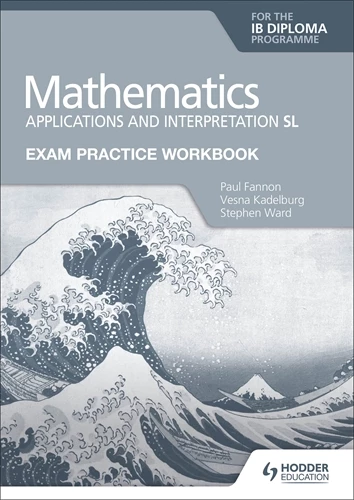 FOR THE
IB DIPLOMA
PROGRAMME
Mathematics
APPLICATIONS AND INTERPRETATION SL
EXAM PRACTICE WORKBOOK
Paul Fannon
Vesna Kadelburg
Stephen Ward
HODDER
EDUCATION